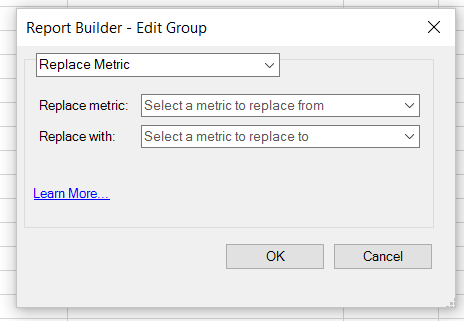 Report Builder - Edit Group
Replace Metric
Replace metric: Select a metric to replace from
Replace with: Select a metric to replace to
Learn More...
OK Cancel